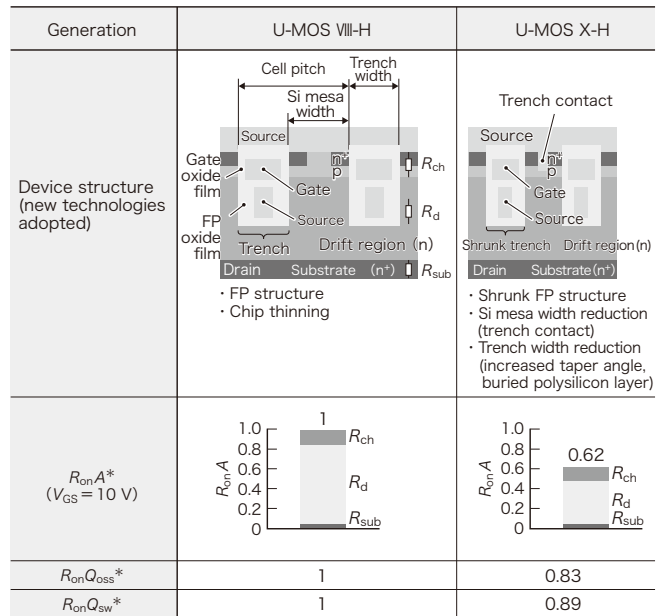 Generation
U-MOS Ⅷ-H
U-MOS X-H
Device structure
(new technologies
adopted)
Cell pitch
Trench
width
Si mesa
width
Source
Gate
oxide
film
n+
p
Rch
Gate
FP
oxide
film
Source
Rd
Trench
Drift region (n)
Drain
Substrate (n+)
Rsub
・FP structure
・Chip thinning
Trench contact
Source
n+
p
Gate
Source
Shrunk trench
Drift region(n)
Drain
Substrate(n+)
・Shrunk FP structure
・Si mesa width reduction
(trench contact)
・Trench width reduction
(increased taper angle,
buried polysilicon layer)
RonA*
(VGS=10 V)
RonA
1.0
0.8
0.6
0.4
0.2
0
1
Rch
Rd
Rsub
RonA
1.0
0.8
0.6
0.4
0.2
0
0.62
Rch
Rd
Rsub
RonQoss*
1
0.83
RonQsw*
1
0.89